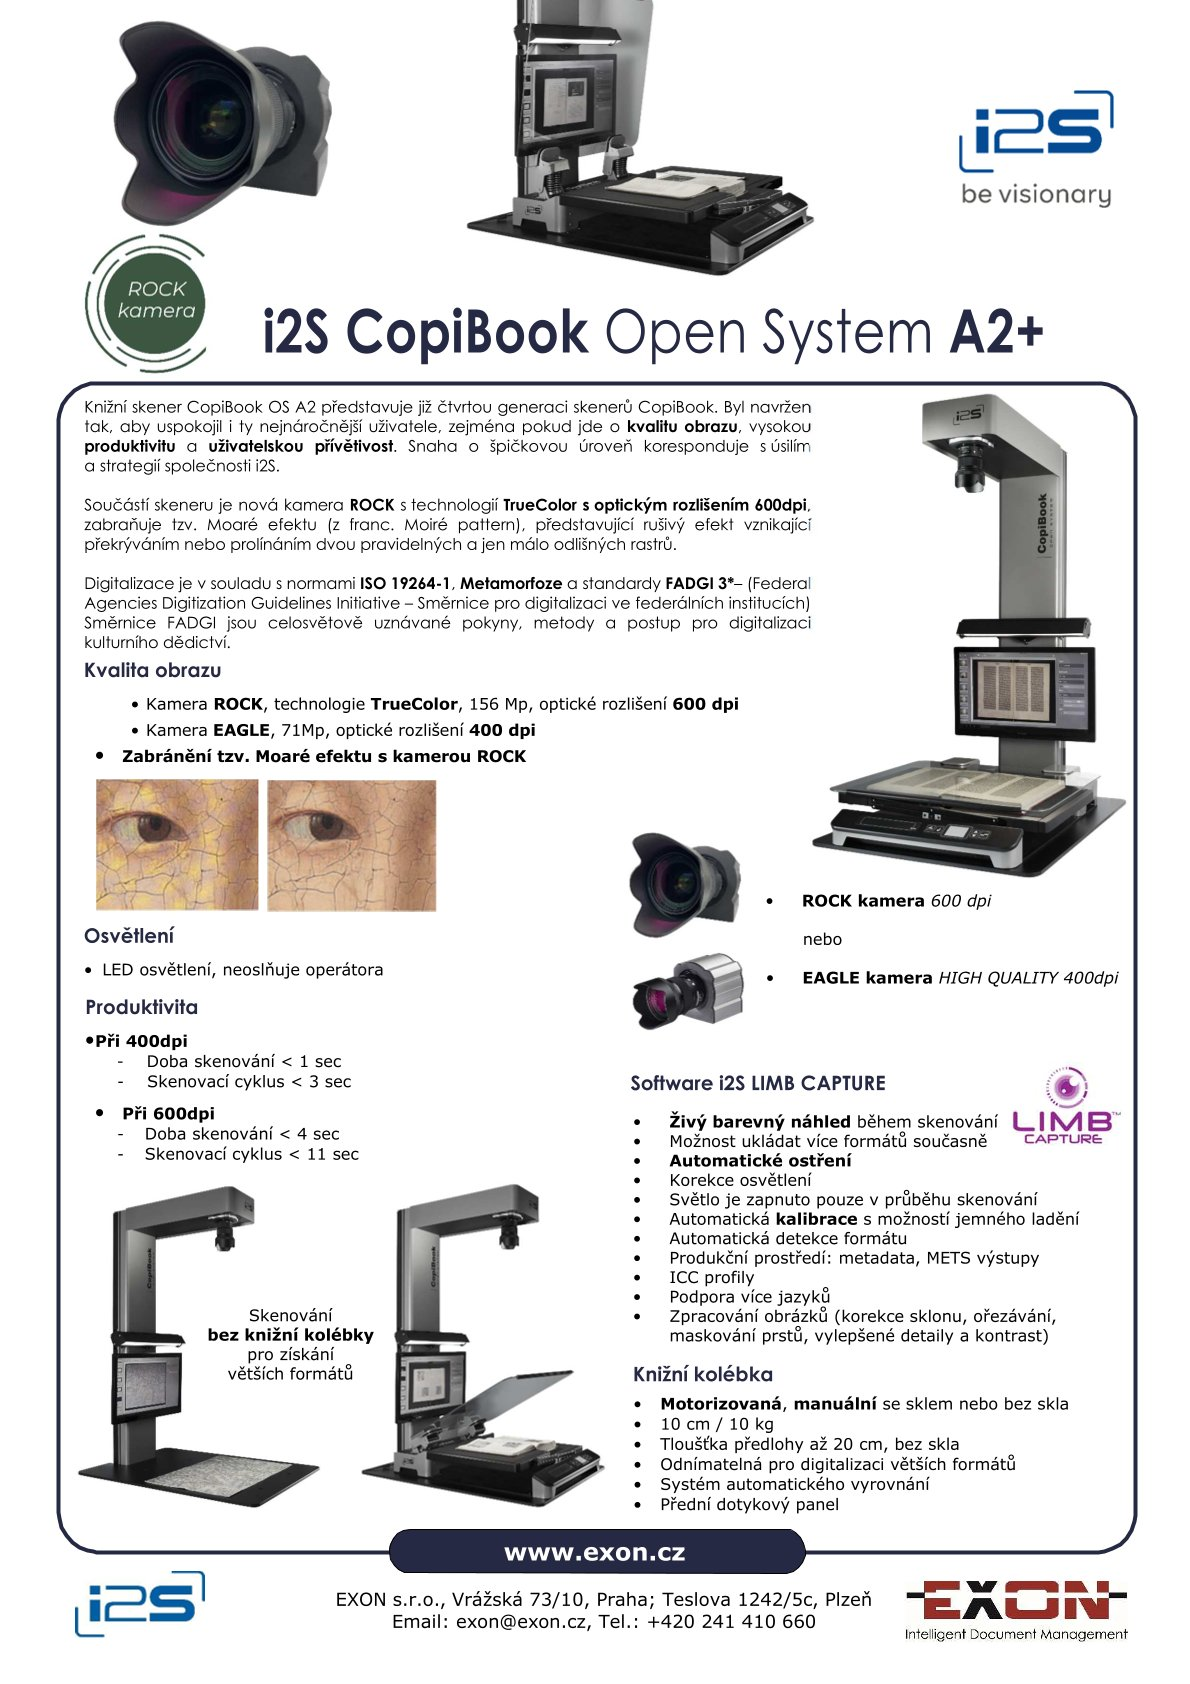 i2S
be visionary
ROCK
kamera
i2S CopiBook Open System A2+
Knižní skener CopiBook OS A2 představuje již čtvrtou generaci skenerů CopiBook. Byl navržen
tak, aby uspokojil i ty nejnáročnější uživatele, zejména pokud jde o kvalitu obrazu, vysokou
produktivitu a uživatelskou přívětivost. Snaha o špičkovou úroveň koresponduje s úsilím
a strategií společnosti i2S.
Součástí skeneru je nová kamera ROCK s technologií TrueColor s optickým rozlišením 600dpi,
zabraňuje tzv. Moaré efektu (z franc. Moiré pattern), představující rušivý efekt vznikající
překrýváním nebo prolínáním dvou pravidelných a jen málo odlišných rastrů.
Digitalizace je v souladu s normami ISO 19264-1, Metamorfoze a standardy FADGI 3*– (Federal
Agencies Digitization Guidelines Initiative – Směrnice pro digitalizaci ve federálních institucích)
Směrnice FADGI jsou celosvětově uznávané pokyny, metody a postup pro digitalizaci
kulturního dědictví.
Kvalita obrazu
• Kamera ROCK, technologie TrueColor, 156 Mp, optické rozlišení 600 dpi
• Kamera EAGLE, 71Mp, optické rozlišení 400 dpi
• Zabránění tzv. Moaré efektu s kamerou ROCK
i2S
CopiBook
OPEN SYSTEM
• ROCK kamera 600 dpi
nebo
• EAGLE kamera HIGH QUALITY 400dpi
Osvětlení
• LED osvětlení, neoslňuje operátora
Produktivita
•Při 400dpi
- Doba skenování < 1 sec
- Skenovací cyklus < 3 sec
• Při 600dpi
- Doba skenování < 4 sec
- Skenovací cyklus < 11 sec
CopiBook
CopiBook
Skenování
bez knižní kolébky
pro získání
větších formátů
Software i2S LIMB CAPTURE
LIMB™
CAPTURE
• Živý barevný náhled během skenování
• Možnost ukládat více formátů současně
• Automatické ostření
• Korekce osvětlení
• Světlo je zapnuto pouze v průběhu skenování
• Automatická kalibrace s možností jemného ladění
• Automatická detekce formátu
• Produkční prostředí: metadata, METS výstupy
• ICC profily
• Podpora více jazyků
• Zpracování obrázků (korekce sklonu, ořezávání,
maskování prstů, vylepšené detaily a kontrast)
Knižní kolébka
• Motorizovaná, manuální se sklem nebo bez skla
• 10 cm / 10 kg
• Tloušťka předlohy až 20 cm, bez skla
• Odnímatelná pro digitalizaci větších formátů
• Systém automatického vyrovnání
• Přední dotykový panel
www.exon.cz
i2S
EXON s.r.o., Vrážská 73/10, Praha; Teslova 1242/5c, Plzeň
Email: exon@exon.cz, Tel.: +420 241 410 660
EXON
Intelligent Document Management